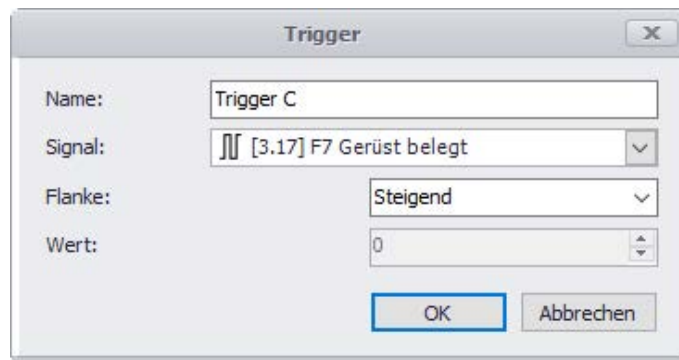 Trigger
Name: Trigger C
Signal: [3.17] F7 Gerüst belegt
Flanke: Steigend
Wert: 0
OK Abbrechen